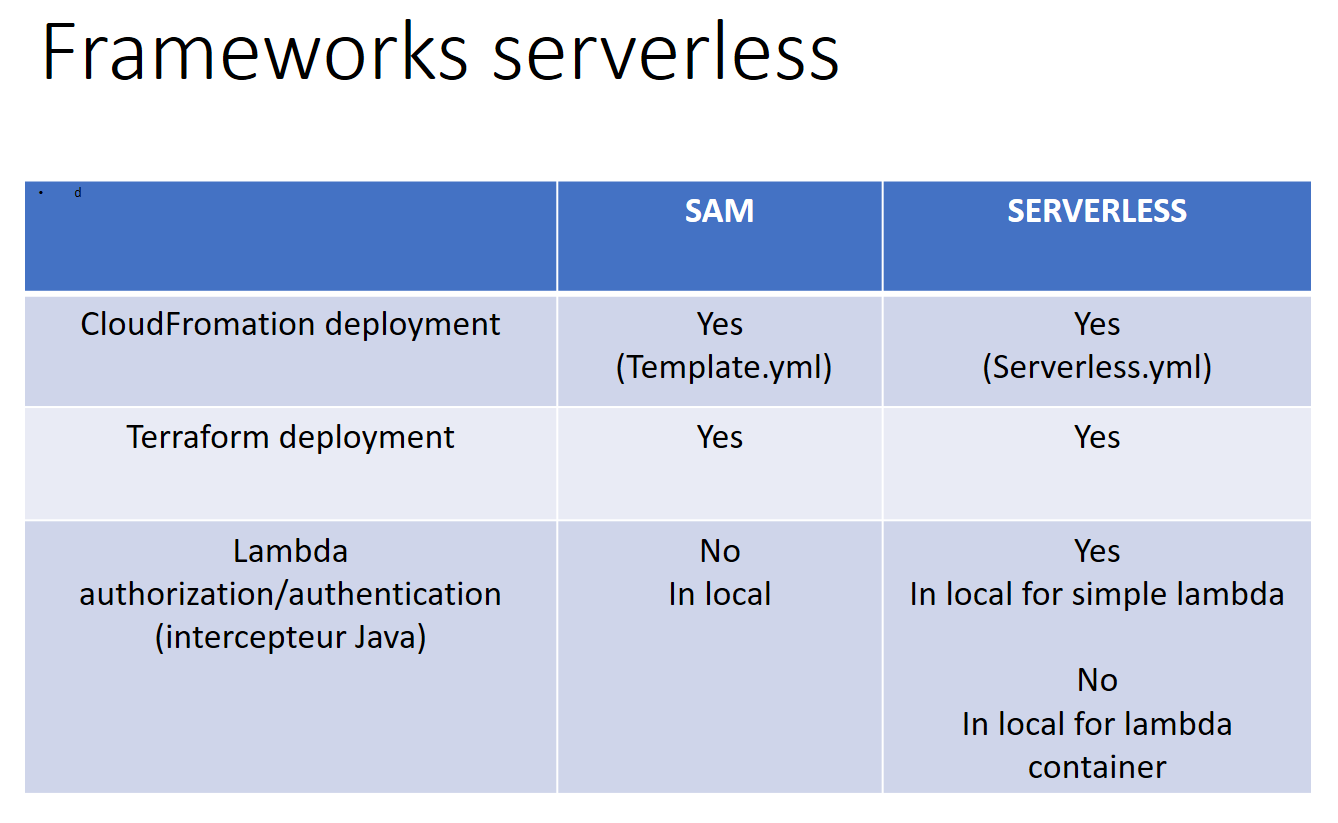 Frameworks serverless
• d
SAM
SERVERLESS
CloudFromation deployment
Yes
(Template.yml)
Yes
(Serverless.yml)
Terraform deployment
Yes
Yes
Lambda
authorization/authentication
(intercepteur Java)
No
In local
Yes
In local for simple lambda
No
In local for lambda
container